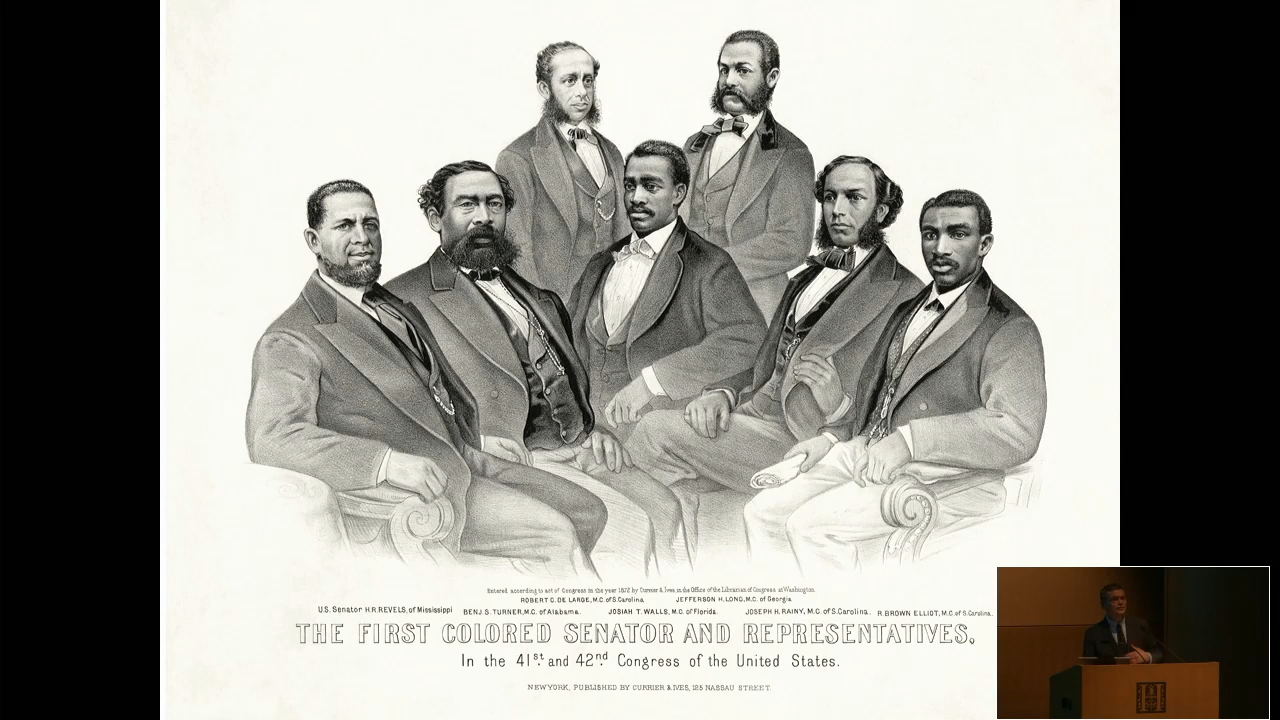 Entered according to act of Congress in the year 1872 by Currier & Ives in the Office of the Librarian of Congress at Washington.
ROBERT C. DE LARGE, M.C. of S. Carolina
JEFFERSON H. LONG, M.C. of Georgia
U.S. Senator H.R. REVELS, of Mississippi
BENJ. S. TURNER, M.C. of Alabama.
JOSIAH T. WALLS, M.C. of Florida.
JOSEPH H. RAINY, M.C. of S. Carolina.
R. BROWN ELLIOT, M.C. of S. Carolina.
THE FIRST COLORED SENATOR AND REPRESENTATIVES,
In the 41st and 42nd Congress of the United States.
NEW YORK, PUBLISHED BY CURRIER & IVES, 125 NASSAU STREET.